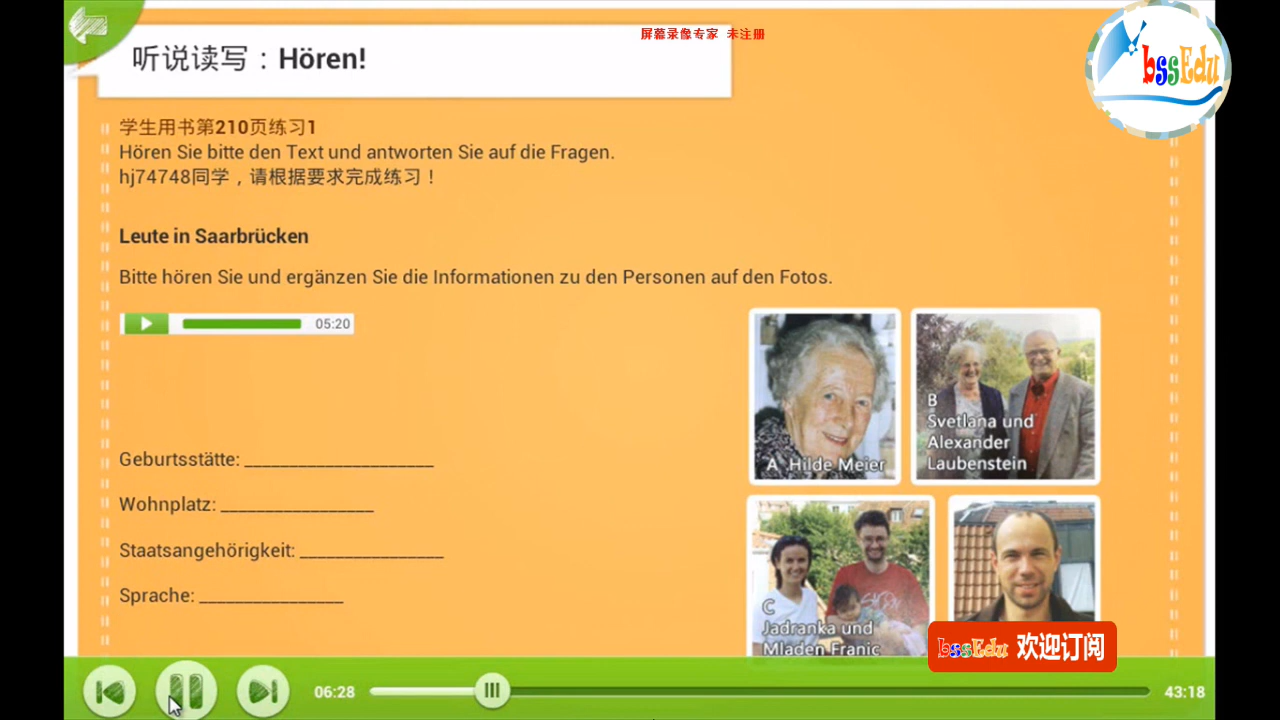 屏幕录像专家 未注册
bssEdu
听说读写：Hören!
学生用书第210页练习1
Hören Sie bitte den Text und antworten Sie auf die Fragen.
hj74748同学，请根据要求完成练习！
Leute in Saarbrücken
Bitte hören Sie und ergänzen Sie die Informationen zu den Personen auf den Fotos.
05:20
A Hilde Meier
B
Svetlana und
Alexander
Laubenstein
Geburtsstätte: _____________________
Wohnplatz: _________________
Staatsangehörigkeit: ________________
Sprache: ________________
C
Jadranka und
Mladen Franic
bssEdu 欢迎订阅
06:28
43:18